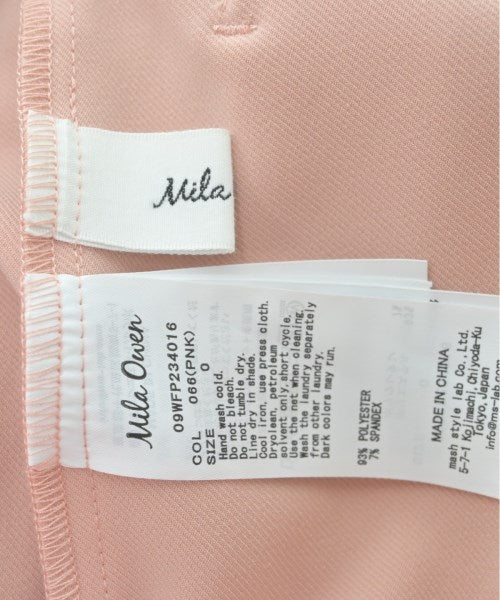 Mila
Mila Owen
09WFP234016
COL 066(PNK)
SIZE 0
Hand wash cold.
Do not bleach.
Do not tumble dry.
Line dry in shade.
Cool iron, use press cloth.
Dryclean, petroleum
solvent only,short cycle.
Use the net when cleaning.
Wash the laundry separately
from other laundry.
Dark colors may run.
93% POLYESTER
7% SPANDEX
MADE IN CHINA
mash style lab Co.,Ltd.
5-7-1 Kojimachi,Chiyoda-Ku
Tokyo,Japan